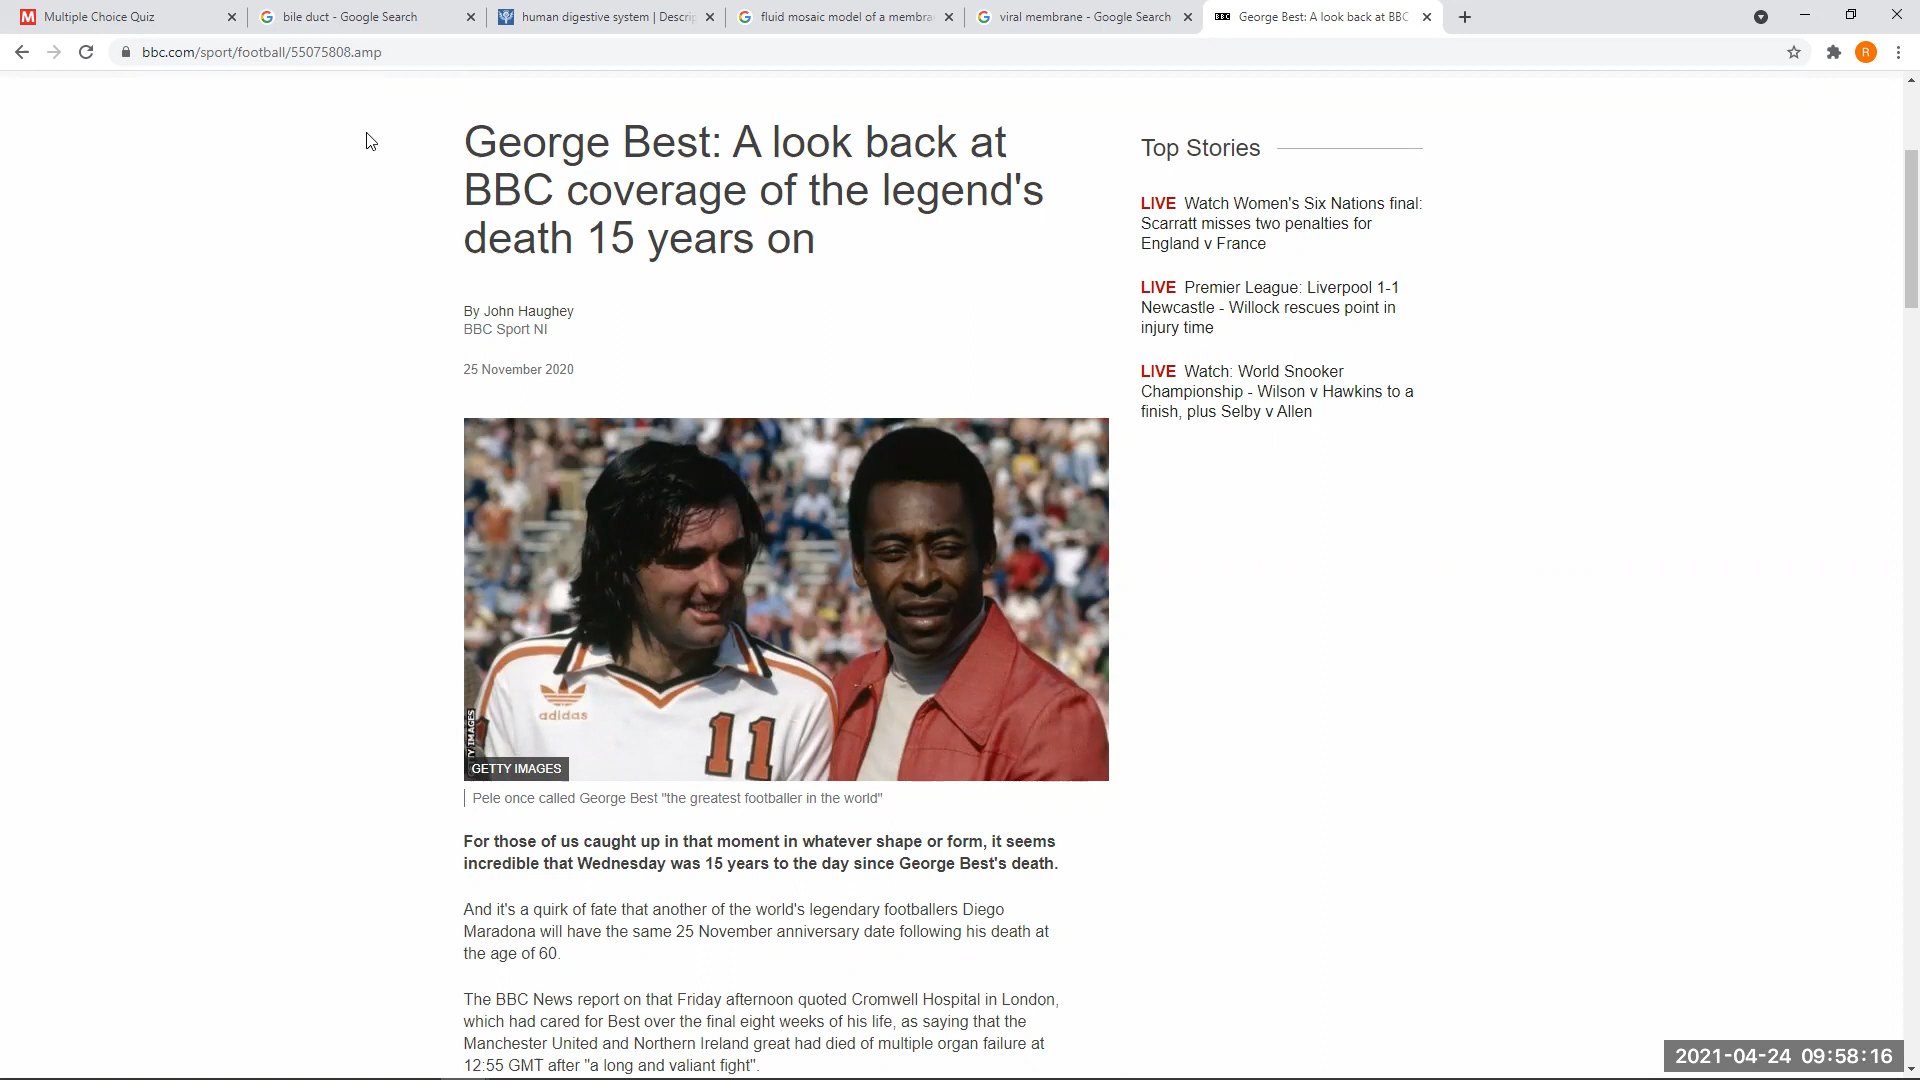 Multiple Choice Quiz
bile duct - Google Search
human digestive system | Descrip
fluid mosaic model of a membra
viral membrane - Google Search
BBC George Best: A look back at BBC
bbc.com/sport/football/55075808.amp
R
George Best: A look back at
BBC coverage of the legend's
death 15 years on
By John Haughey
BBC Sport NI
25 November 2020
Top Stories
LIVE Watch Women's Six Nations final:
Scarratt misses two penalties for
England v France
LIVE Premier League: Liverpool 1-1
Newcastle - Willock rescues point in
injury time
LIVE Watch: World Snooker
Championship - Wilson v Hawkins to a
finish, plus Selby v Allen
adidas
11
GETTY IMAGES
Pele once called George Best "the greatest footballer in the world"
For those of us caught up in that moment in whatever shape or form, it seems
incredible that Wednesday was 15 years to the day since George Best's death.
And it's a quirk of fate that another of the world's legendary footballers Diego
Maradona will have the same 25 November anniversary date following his death at
the age of 60.
The BBC News report on that Friday afternoon quoted Cromwell Hospital in London,
which had cared for Best over the final eight weeks of his life, as saying that the
Manchester United and Northern Ireland great had died of multiple organ failure at
12:55 GMT after "a long and valiant fight".
2021-04-24 09:58:16